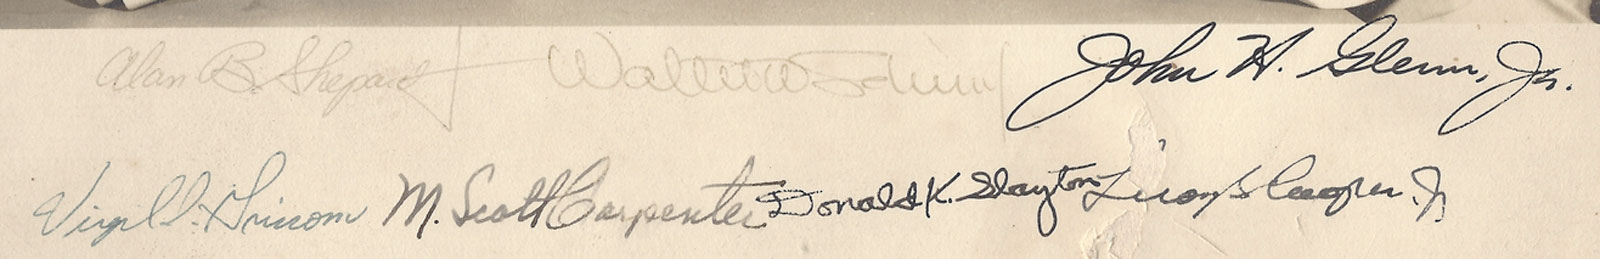 Alan B. Shepard Walter M. Schirra John H. Glenn, Jr.
Virgil I. Grissom M. Scott Carpenter Donald K. Slayton Leroy G. Cooper, Jr.